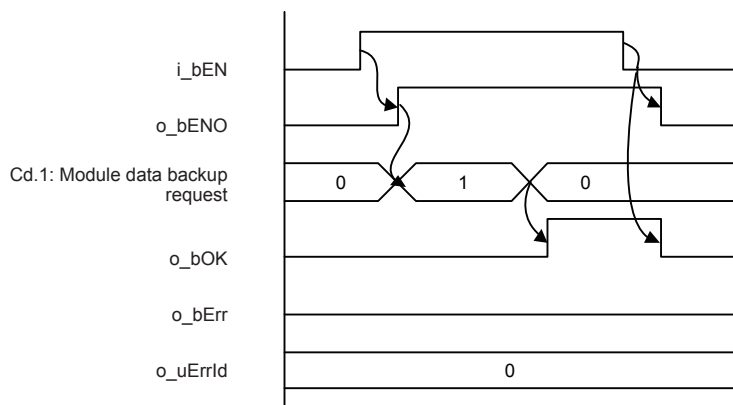 i_bEN
o_bENO
Cd.1: Module data backup
request
0
1
0
o_bOK
o_bErr
o_uErrId
0